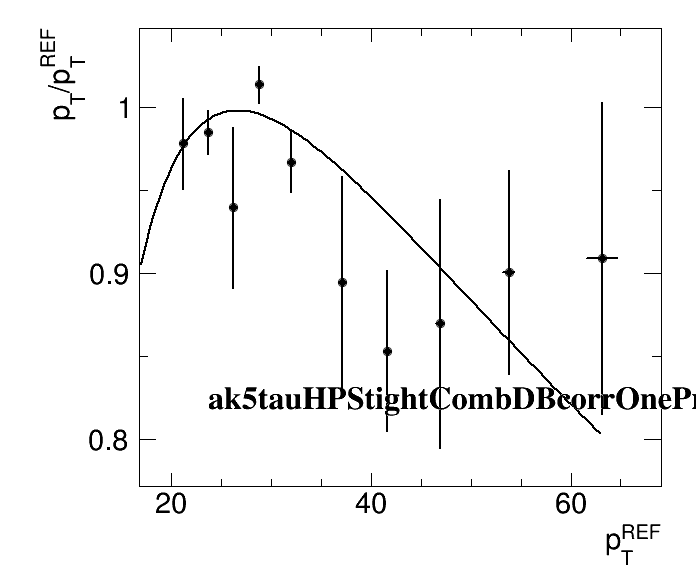 p_T/p_T^REF
1
0.9
0.8
ak5tauHPStightCombDBcorrOnePr
20 40 60
p_T^REF